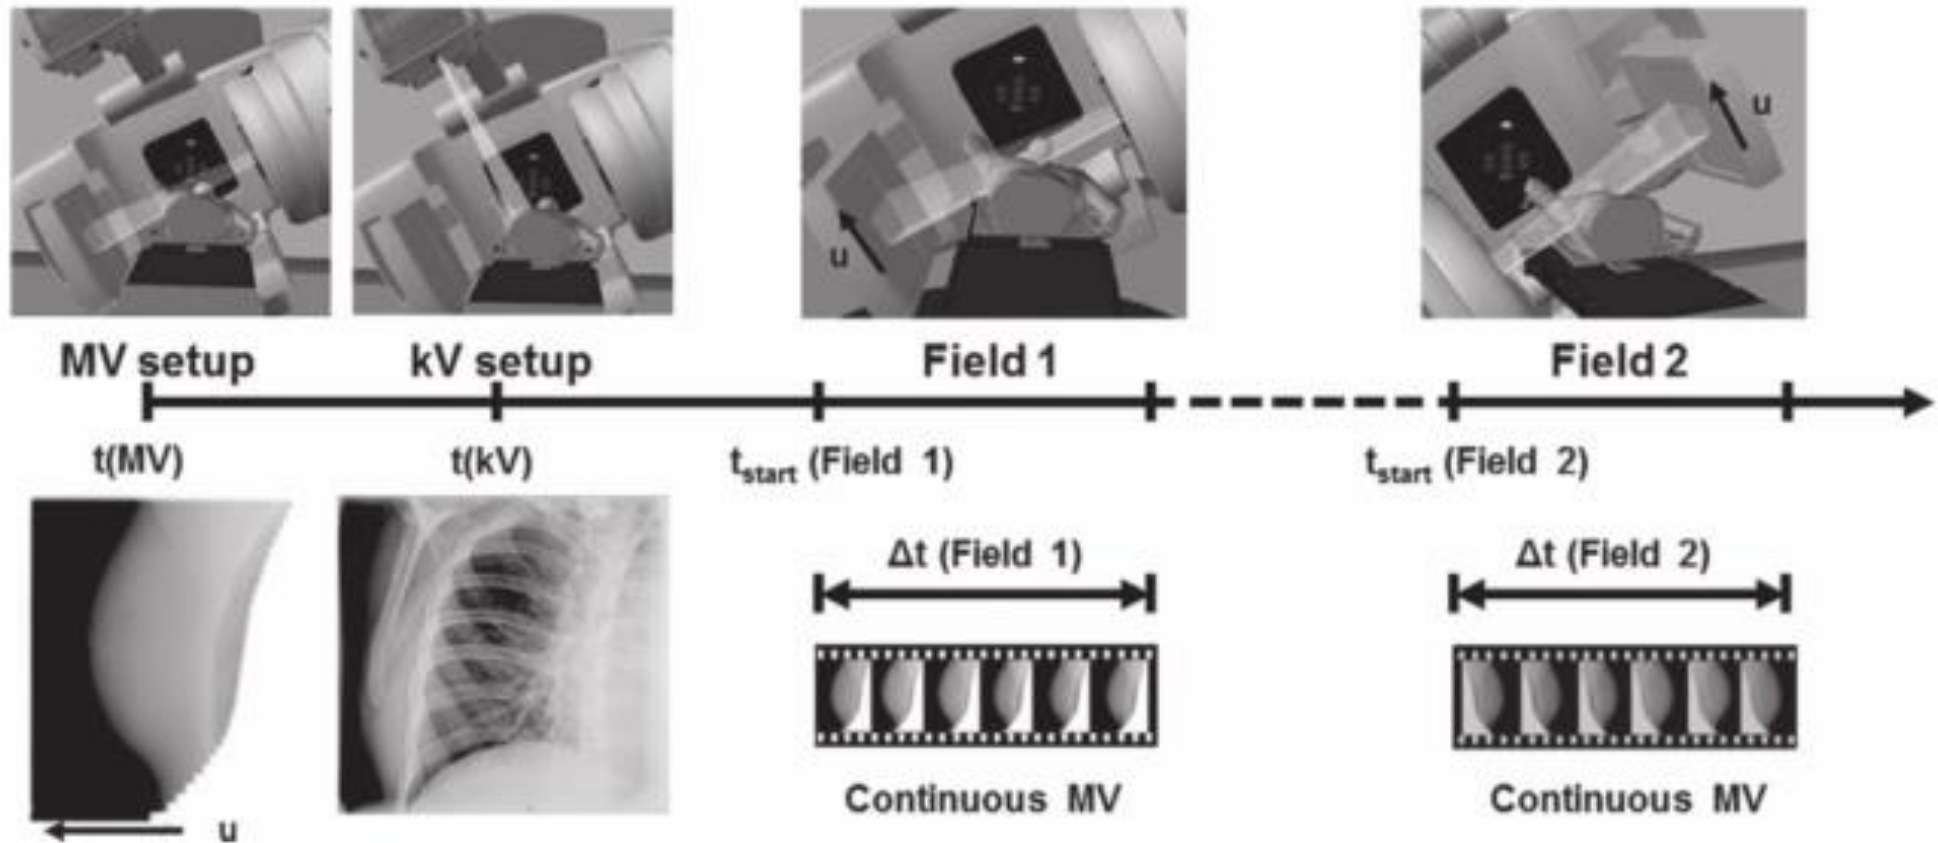 u
u
MV setup
kV setup
Field 1
Field 2
t(MV)
t(kV)
tstart (Field 1)
tstart (Field 2)
Δt (Field 1)
Δt (Field 2)
Continuous MV
Continuous MV
u